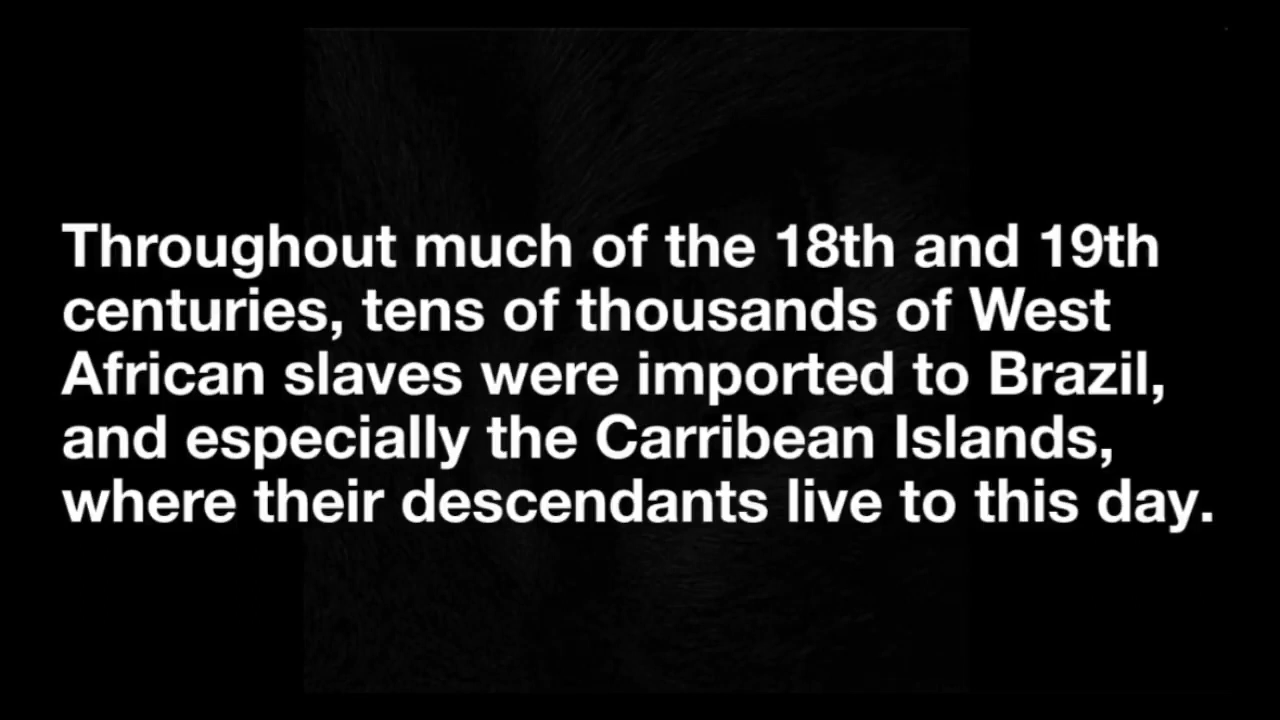 Throughout much of the 18th and 19th
centuries, tens of thousands of West
African slaves were imported to Brazil,
and especially the Carribean Islands,
where their descendants live to this day.